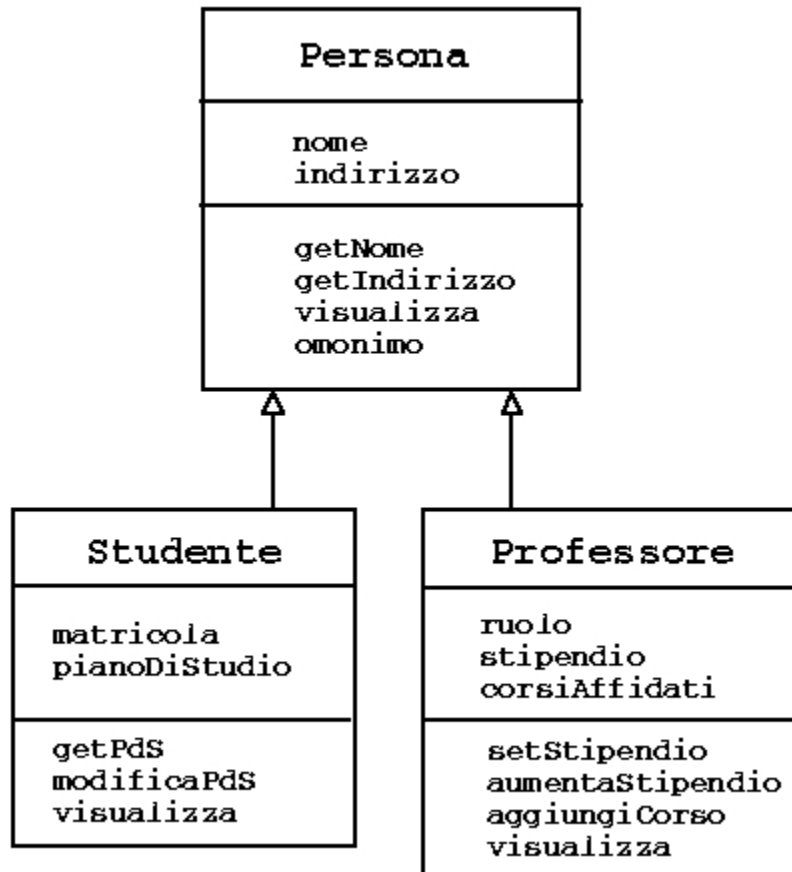 Persona
nome
indirizzo
getNome
getIndirizzo
visualizza
omonimo
Studente
matricola
pianoDiStudio
getPdS
modificaPdS
visualizza
Professore
ruolo
stipendio
corsiAffidati
setStipendio
aumentaStipendio
aggiungiCorso
visualizza